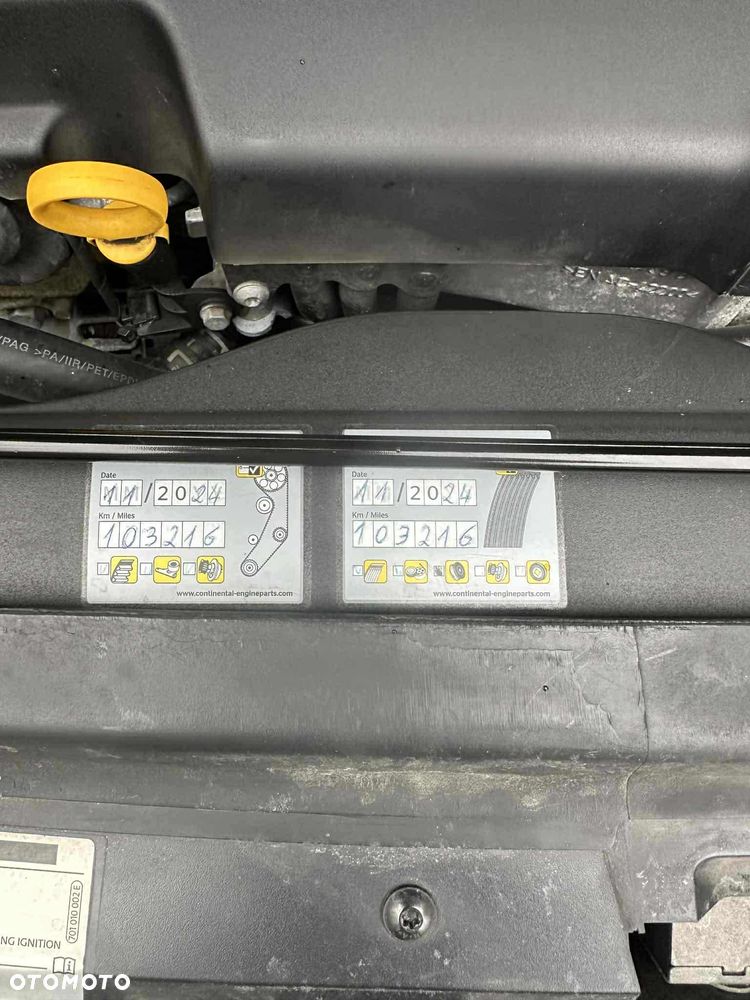 /PAG >PA/IIR/PET/EPD
Date
11/2024
Km / Miles
103216
www.continental-engineparts.com
Date
11/2024
Km / Miles
103216
www.continental-engineparts.com
701 010 002 E
NG IGNITION
OTOMOTO